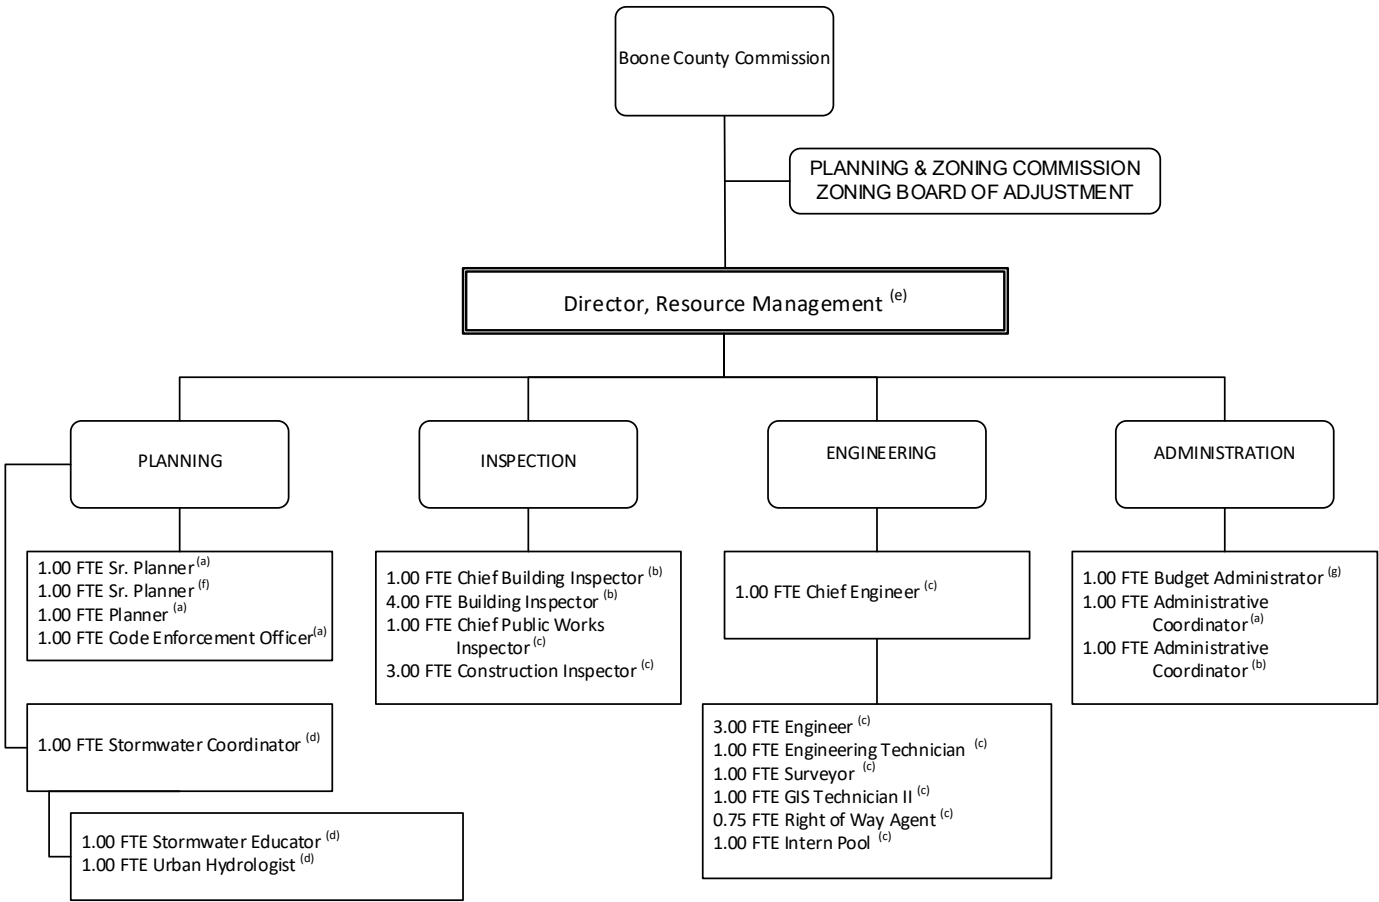 Boone County Commission
PLANNING & ZONING COMMISSION
ZONING BOARD OF ADJUSTMENT
Director, Resource Management (e)
PLANNING
1.00 FTE Sr. Planner (a)
1.00 FTE Sr. Planner (f)
1.00 FTE Planner (a)
1.00 FTE Code Enforcement Officer(a)
1.00 FTE Stormwater Coordinator (d)
1.00 FTE Stormwater Educator (d)
1.00 FTE Urban Hydrologist (d)
INSPECTION
1.00 FTE Chief Building Inspector (b)
4.00 FTE Building Inspector (b)
1.00 FTE Chief Public Works
Inspector (c)
3.00 FTE Construction Inspector (c)
ENGINEERING
1.00 FTE Chief Engineer (c)
3.00 FTE Engineer (c)
1.00 FTE Engineering Technician (c)
1.00 FTE Surveyor (c)
1.00 FTE GIS Technician II (c)
0.75 FTE Right of Way Agent (c)
1.00 FTE Intern Pool (c)
ADMINISTRATION
1.00 FTE Budget Administrator (g)
1.00 FTE Administrative
Coordinator (a)
1.00 FTE Administrative
Coordinator (b)